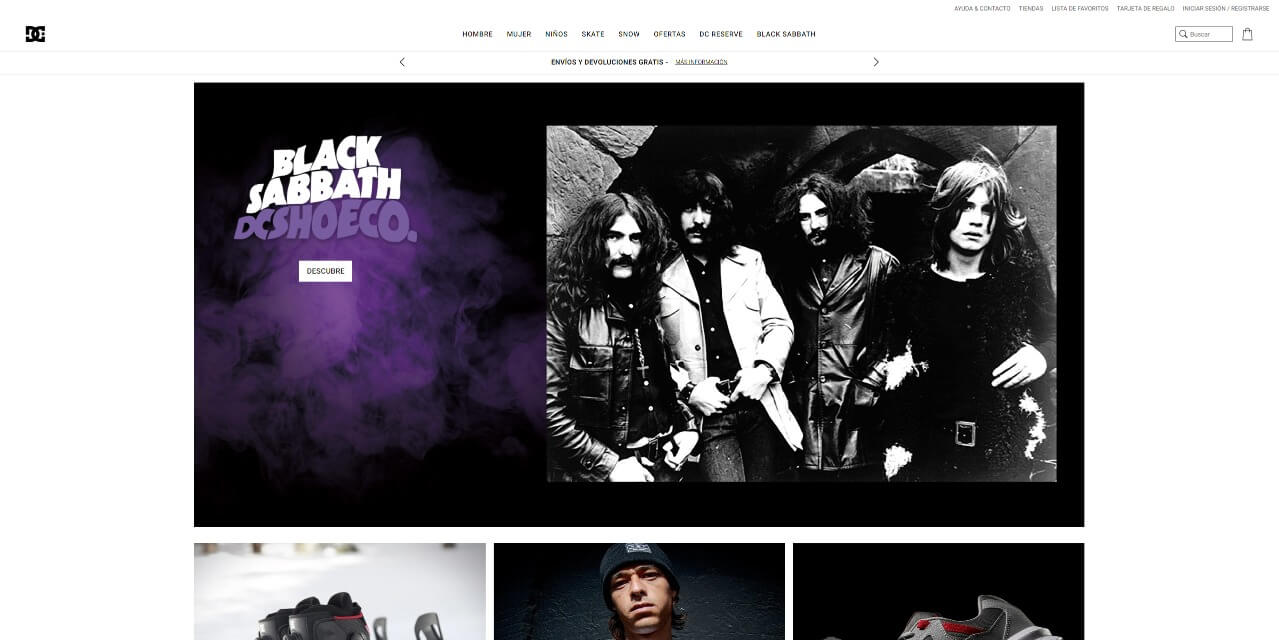 AYUDA & CONTACTO TIENDAS LISTA DE FAVORITOS TARJETA DE REGALO INICIAR SESIÓN / REGISTRARSE
DC
HOMBRE MUJER NIÑOS SKATE SNOW OFERTAS DC RESERVE BLACK SABBATH
Buscar
ENVÍOS Y DEVOLUCIONES GRATIS - MÁS INFORMACIÓN
BLACK
SABBATH
DCSHOECO.
DESCUBRE